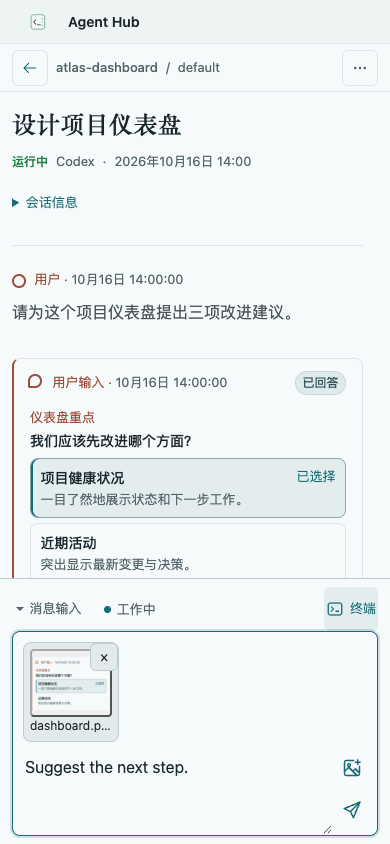 Agent Hub
atlas-dashboard / default
设计项目仪表盘
运行中 Codex · 2026年10月16日 14:00
会话信息
用户 · 10月16日 14:00:00
请为这个项目仪表盘提出三项改进建议。
用户输入 · 10月16日 14:00:00 已回答
仪表盘重点
我们应该先改进哪个方面?
项目健康状况 已选择
一目了然地展示状态和下一步工作。
近期活动
突出显示最新变更与决策。
消息输入 工作中 终端
dashboard.p...
Suggest the next step.